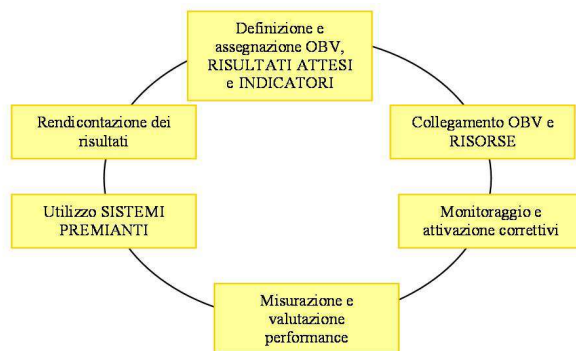 Definizione e
assegnazione OBV,
RISULTATI ATTESI
e INDICATORI
Collegamento OBV e
RISORSE
Monitoraggio e
attivazione correttivi
Misurazione e
valutazione
performance
Utilizzo SISTEMI
PREMIANTI
Rendicontazione dei
risultati